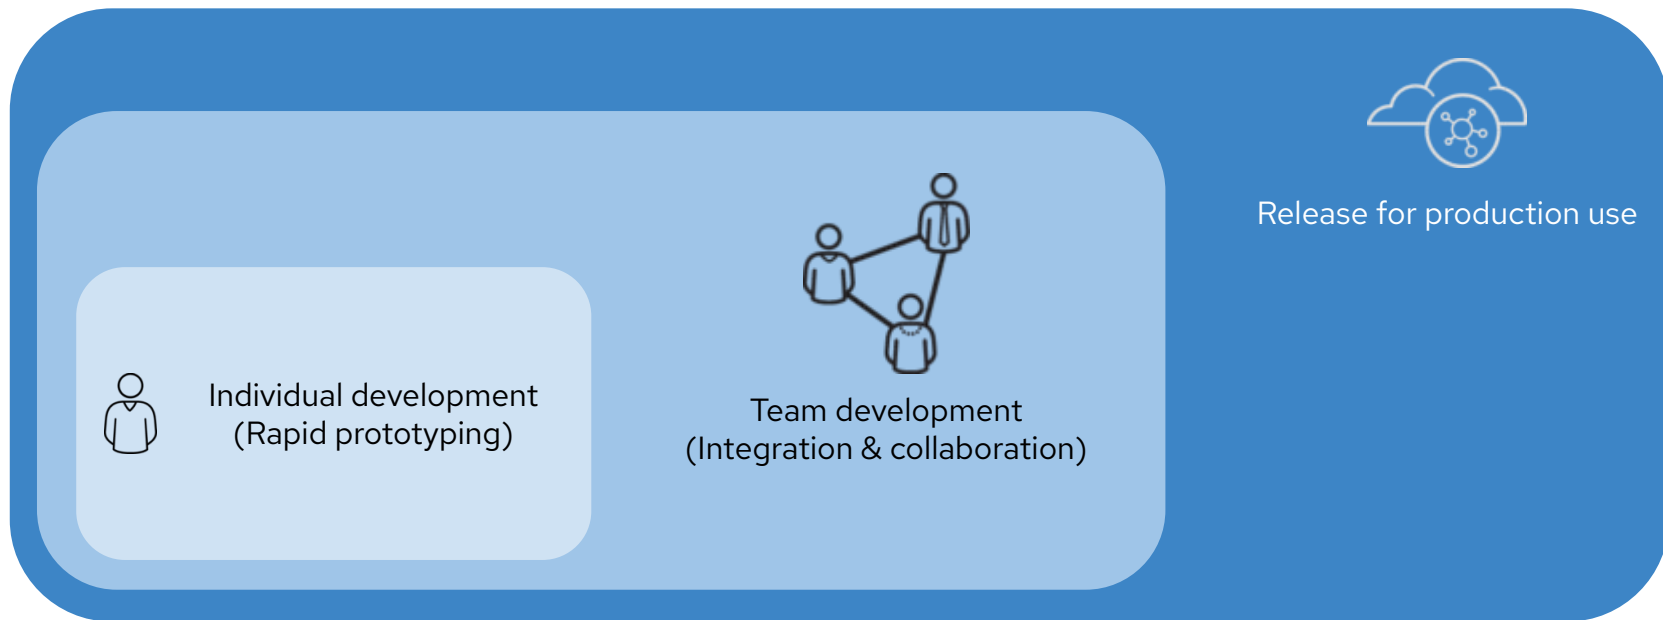 Release for production use
Individual development
(Rapid prototyping)
Team development
(Integration & collaboration)